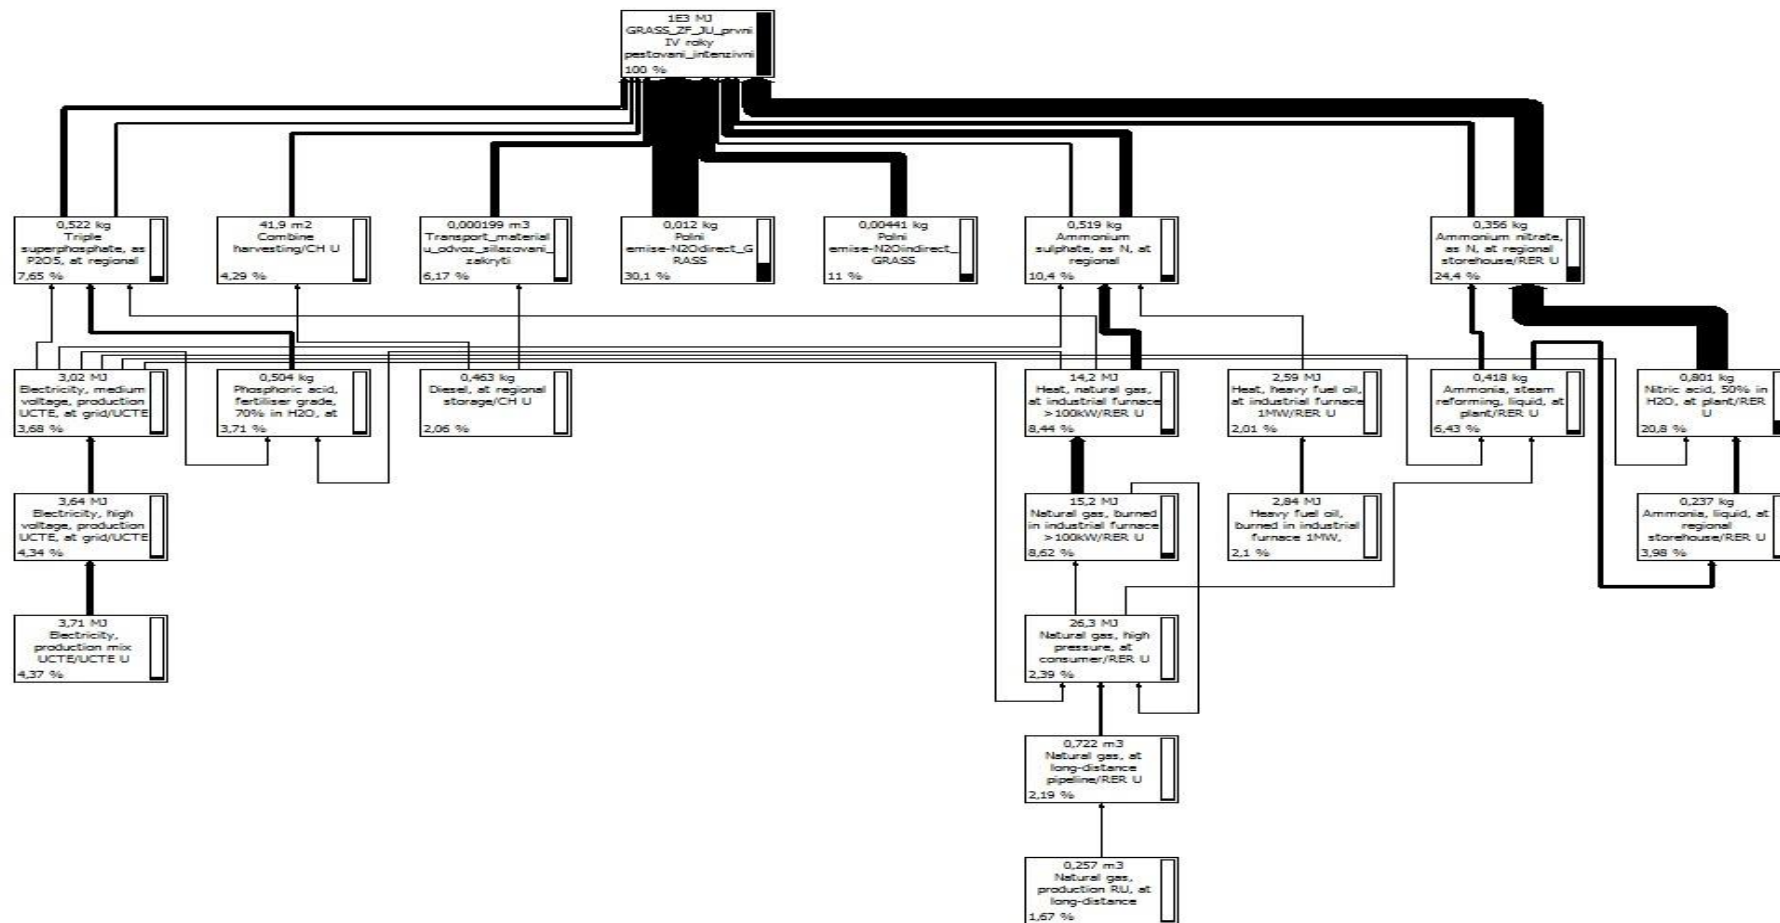 1E3 MJ
GRASS_ZF_JU_prvni
IV roky
pestovani_intenzivni
100 %
0,522 kg
Triple
superphosphate, as
P2O5, at regional
7,65 %
41,9 m2
Combine
harvesting/CH U
4,29 %
0,000199 m3
Transport_material
u_odvoz_silazovani_
zakryti
6,17 %
0,012 kg
Polni
emise-N2Odirect_G
RASS
30,1 %
0,00441 kg
Polni
emise-N2Oindirect_
GRASS
11 %
0,519 kg
Ammonium
sulphate, as N, at
regional
10,4 %
0,356 kg
Ammonium nitrate,
as N, at regional
storehouse/RER U
24,4 %
3,02 MJ
Electricity, medium
voltage, production
UCTE, at grid/UCTE
3,68 %
0,504 kg
Phosphoric acid,
fertiliser grade,
70% in H2O, at
3,71 %
0,463 kg
Diesel, at regional
storage/CH U
2,06 %
14,2 MJ
Heat, natural gas,
at industrial furnace
>100kW/RER U
8,44 %
2,59 MJ
Heat, heavy fuel oil,
at industrial furnace
1MW/RER U
2,01 %
0,418 kg
Ammonia, steam
reforming, liquid, at
plant/RER U
6,43 %
0,801 kg
Nitric acid, 50% in
H2O, at plant/RER
U
20,8 %
3,64 MJ
Electricity, high
voltage, production
UCTE, at grid/UCTE
4,34 %
15,2 MJ
Natural gas, burned
in industrial furnace
>100kW/RER U
8,62 %
2,84 MJ
Heavy fuel oil,
burned in industrial
furnace 1MW,
2,1 %
0,237 kg
Ammonia, liquid, at
regional
storehouse/RER U
3,98 %
3,71 MJ
Electricity,
production mix
UCTE/UCTE U
4,37 %
26,3 MJ
Natural gas, high
pressure, at
consumer/RER U
2,39 %
0,722 m3
Natural gas, at
long-distance
pipeline/RER U
2,19 %
0,257 m3
Natural gas,
production RU, at
long-distance
1,67 %